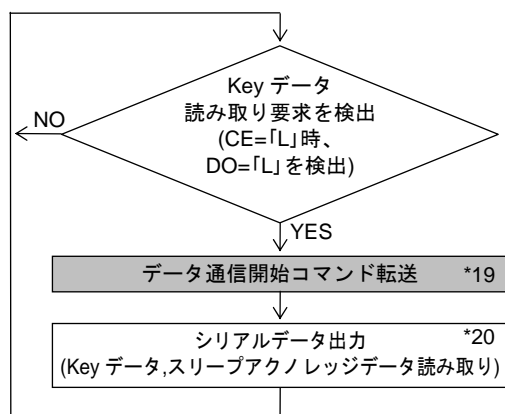 Key データ
読み取り要求を検出
(CE=｢L｣時、
DO=｢L｣を検出)
NO
YES
データ通信開始コマンド転送 *19
シリアルデータ出力 *20
(Key データ,スリープアクノレッジデータ読み取り)